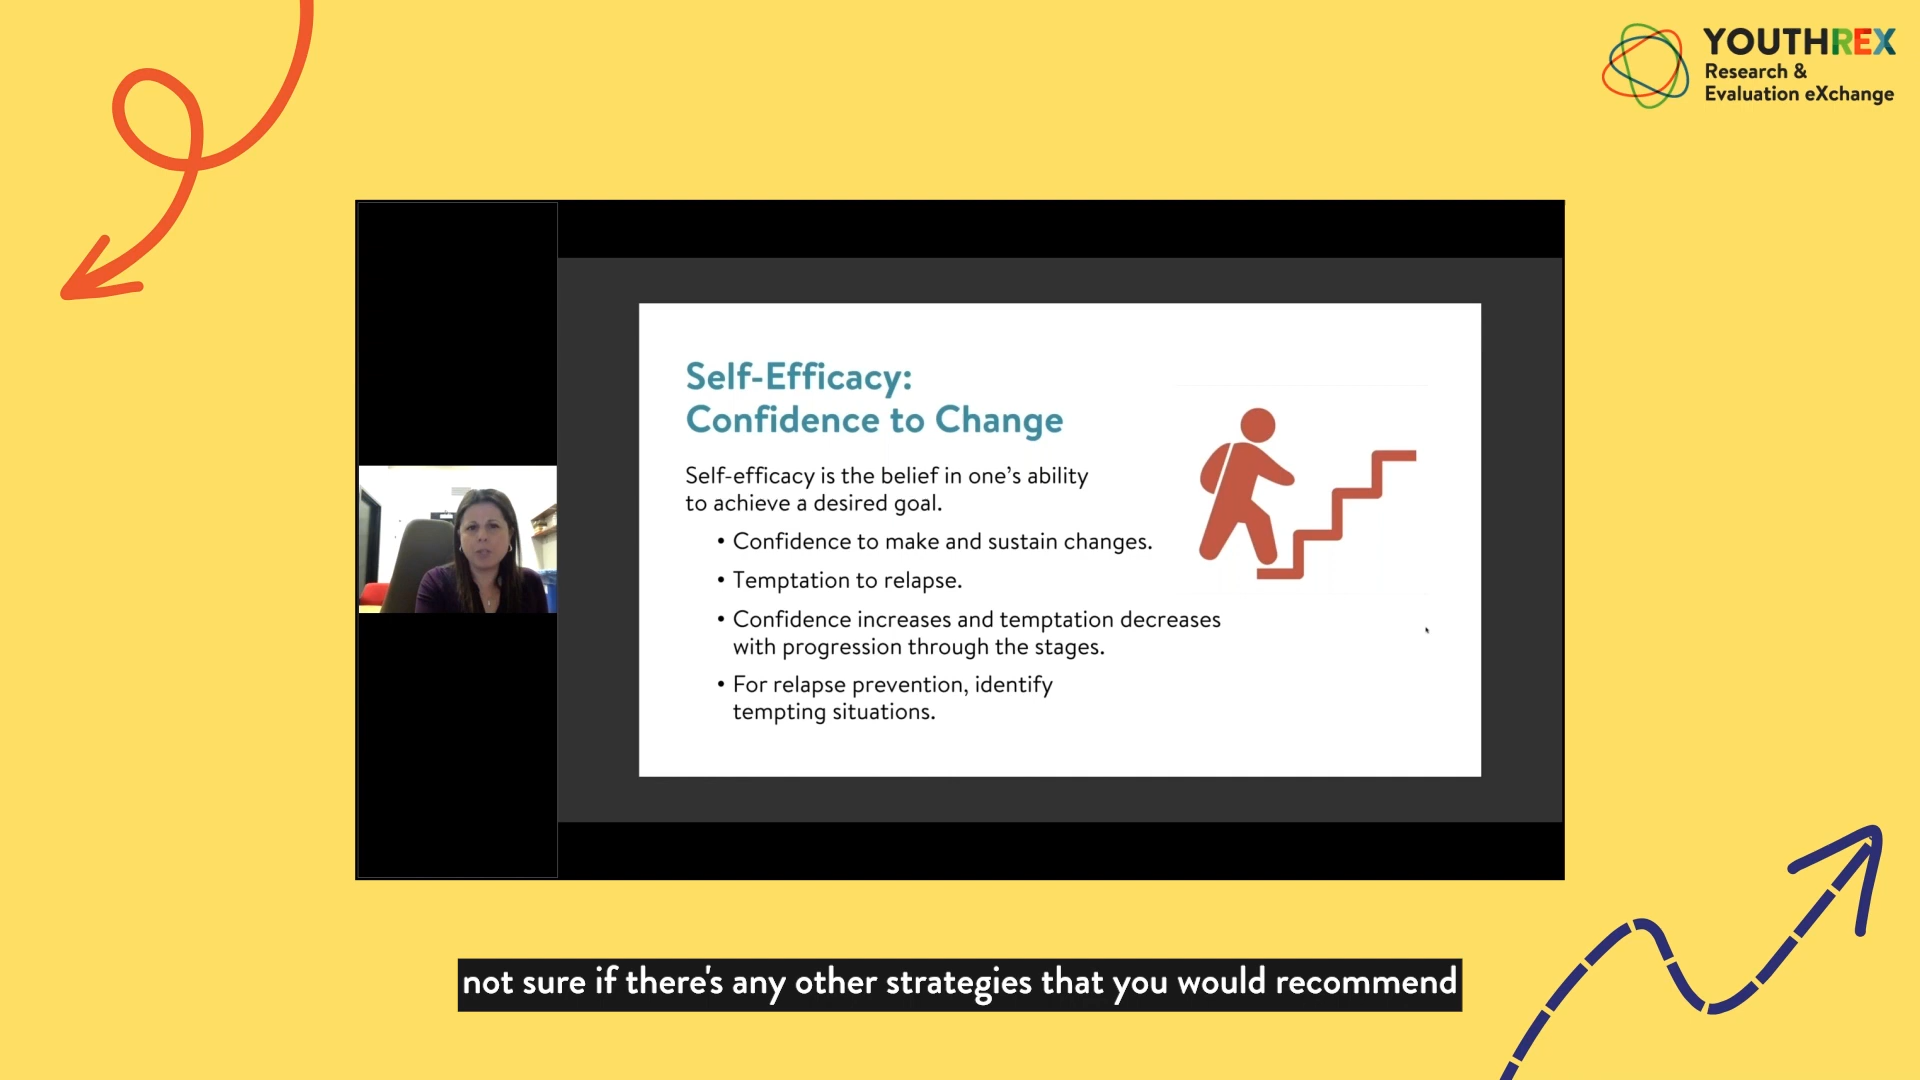 YOUTHREX
Research &
Evaluation eXchange
Self-Efficacy:
Confidence to Change
Self-efficacy is the belief in one's ability
to achieve a desired goal.
• Confidence to make and sustain changes.
• Temptation to relapse.
• Confidence increases and temptation decreases
with progression through the stages.
• For relapse prevention, identify
tempting situations.
not sure if there's any other strategies that you would recommend